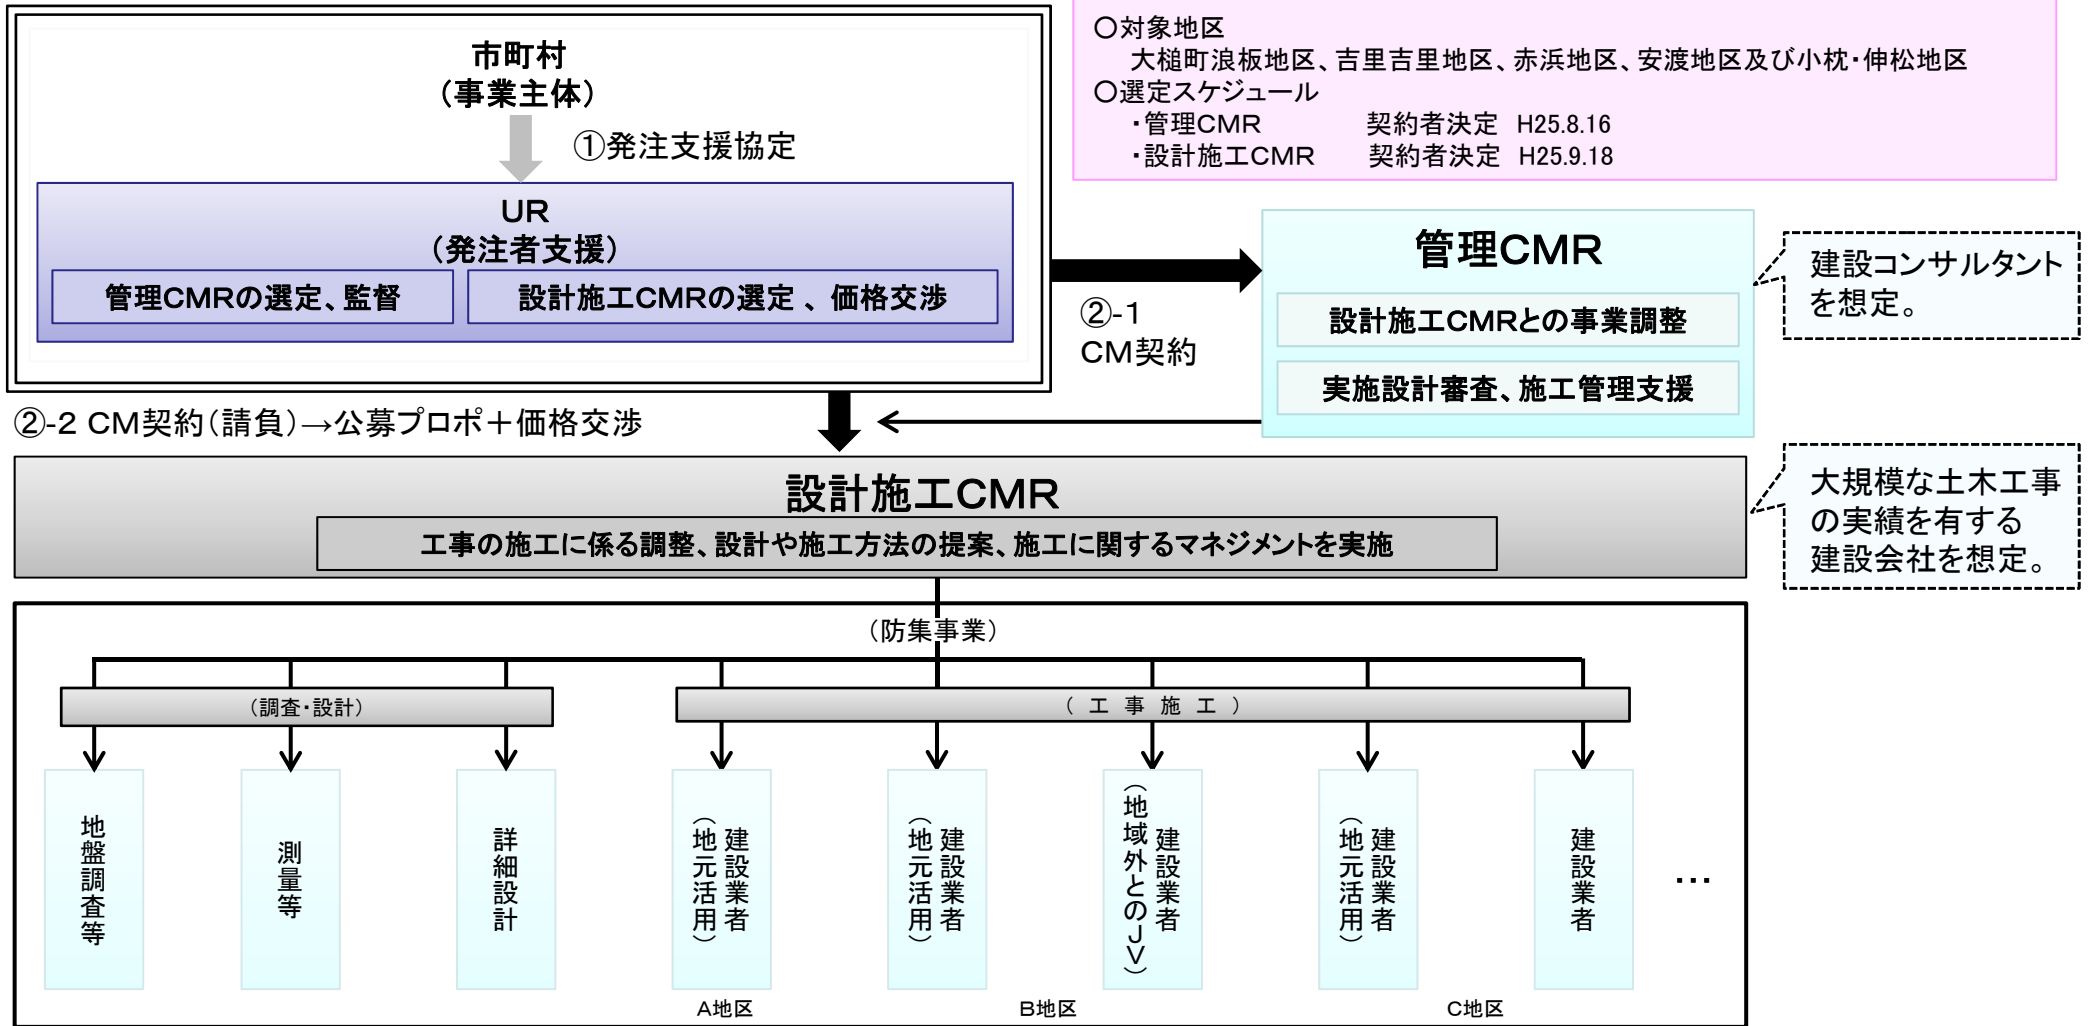 市町村
（事業主体）
①発注支援協定
UR
（発注者支援）
管理CMRの選定、監督
設計施工CMRの選定 、価格交渉
○対象地区
大槌町浪板地区、吉里吉里地区、赤浜地区、安渡地区及び小枕・伸松地区
○選定スケジュール
・管理CMR 契約者決定 H25.8.16
・設計施工CMR 契約者決定 H25.9.18
②-1
CM契約
管理CMR
設計施工CMRとの事業調整
実施設計審査、施工管理支援
建設コンサルタント
を想定。
②-2 CM契約（請負）→公募プロポ＋価格交渉
設計施工CMR
工事の施工に係る調整、設計や施工方法の提案、施工に関するマネジメントを実施
大規模な土木工事
の実績を有する
建設会社を想定。
（防集事業）
（調査・設計）
（ 工 事 施 工 ）
地盤調査等
測量等
詳細設計
建設業者
（地元活用）
建設業者
（地元活用）
建設業者
（地域外とのJV）
建設業者
（地元活用）
建設業者
…
A地区
B地区
C地区